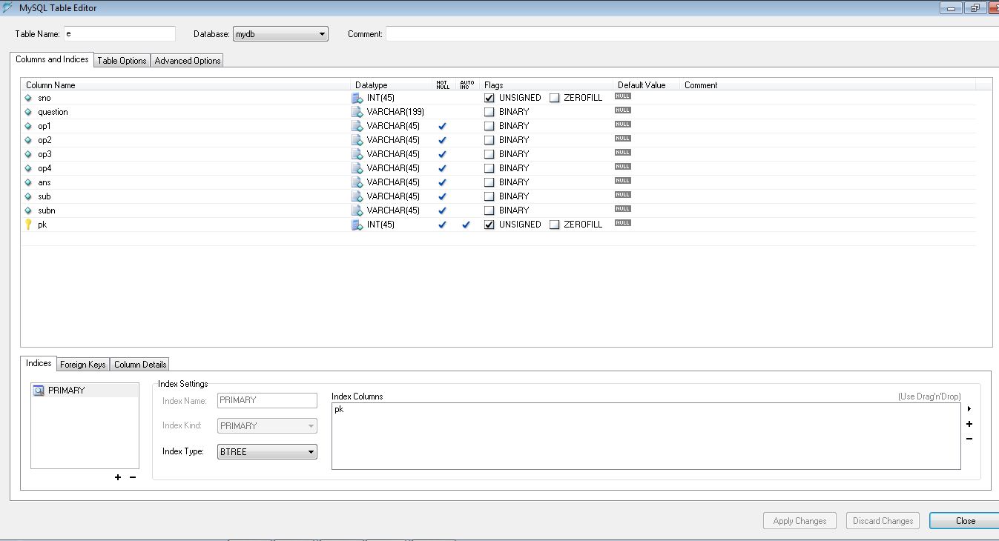 MySQL Table Editor
Table Name: e Database: mydb Comment:
Columns and Indices Table Options Advanced Options
Column Name Datatype NOT NULL AUTO INC Flags Default Value Comment
sno INT(45) UNSIGNED ZEROFILL NULL
question VARCHAR(199) BINARY NULL
op1 VARCHAR(45) BINARY NULL
op2 VARCHAR(45) BINARY NULL
op3 VARCHAR(45) BINARY NULL
op4 VARCHAR(45) BINARY NULL
ans VARCHAR(45) BINARY NULL
sub VARCHAR(45) BINARY NULL
subn VARCHAR(45) BINARY NULL
pk INT(45) UNSIGNED ZEROFILL NULL
Indices Foreign Keys Column Details
PRIMARY
Index Settings
Index Name: PRIMARY
Index Kind: PRIMARY
Index Type: BTREE
Index Columns (Use Drag'n'Drop)
pk
Apply Changes Discard Changes Close